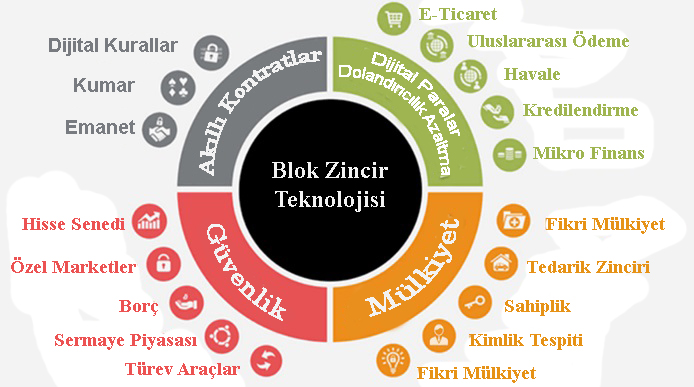 Dijital Kurallar
Kumar
Emanet
Akıllı Kontratlar
E-Ticaret
Uluslararası Ödeme
Havale
Kredilendirme
Mikro Finans
Dijital Paralar
Dolandırıcılık Azaltma
Blok Zincir
Teknolojisi
Hisse Senedi
Özel Marketler
Borç
Sermaye Piyasası
Türev Araçlar
Güvenlik
Mülkiyet
Fikri Mülkiyet
Tedarik Zinciri
Sahiplik
Kimlik Tespiti
Fikri Mülkiyet